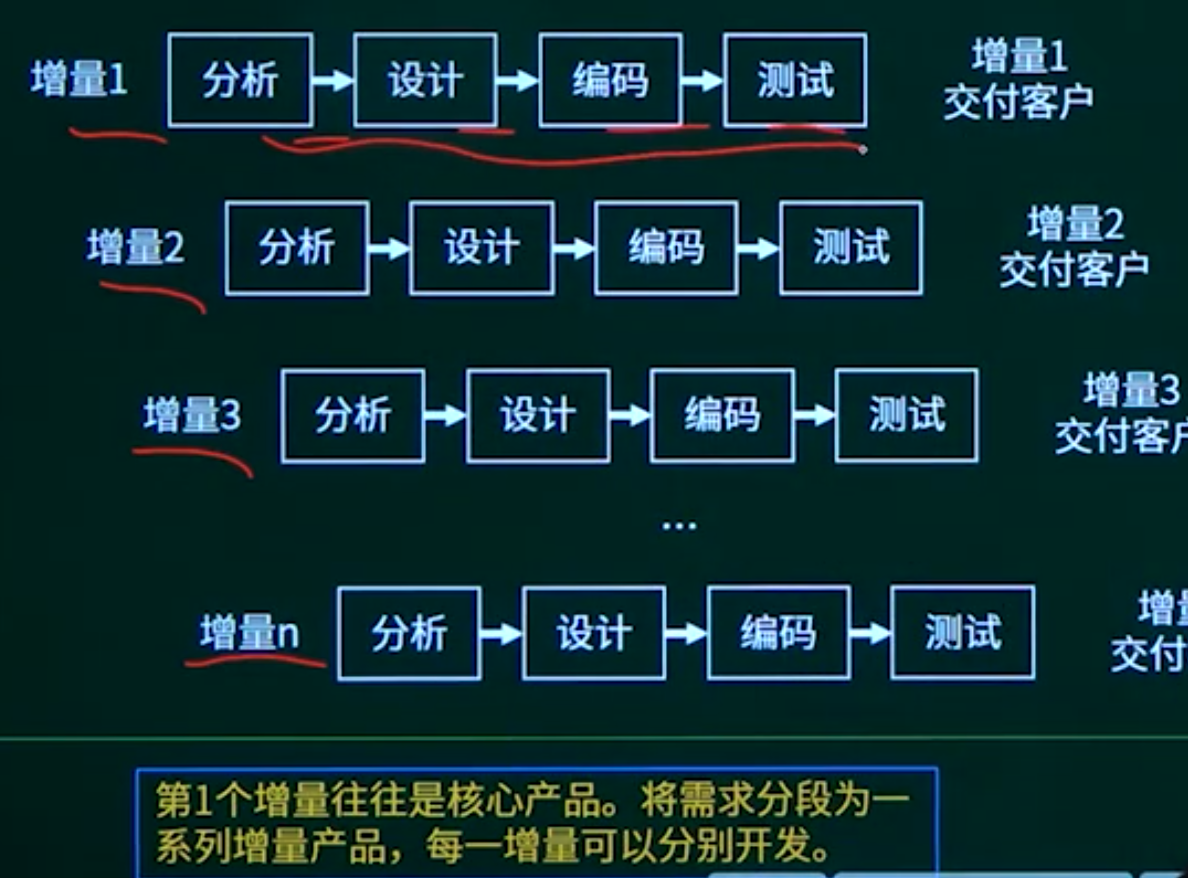 增量1 分析 设计 编码 测试 增量1
交付客户
增量2 分析 设计 编码 测试 增量2
交付客户
增量3 分析 设计 编码 测试 增量3
交付客
...
增量n 分析 设计 编码 测试 增
交付
第1个增量往往是核心产品。将需求分段为一
系列增量产品，每一增量可以分别开发。